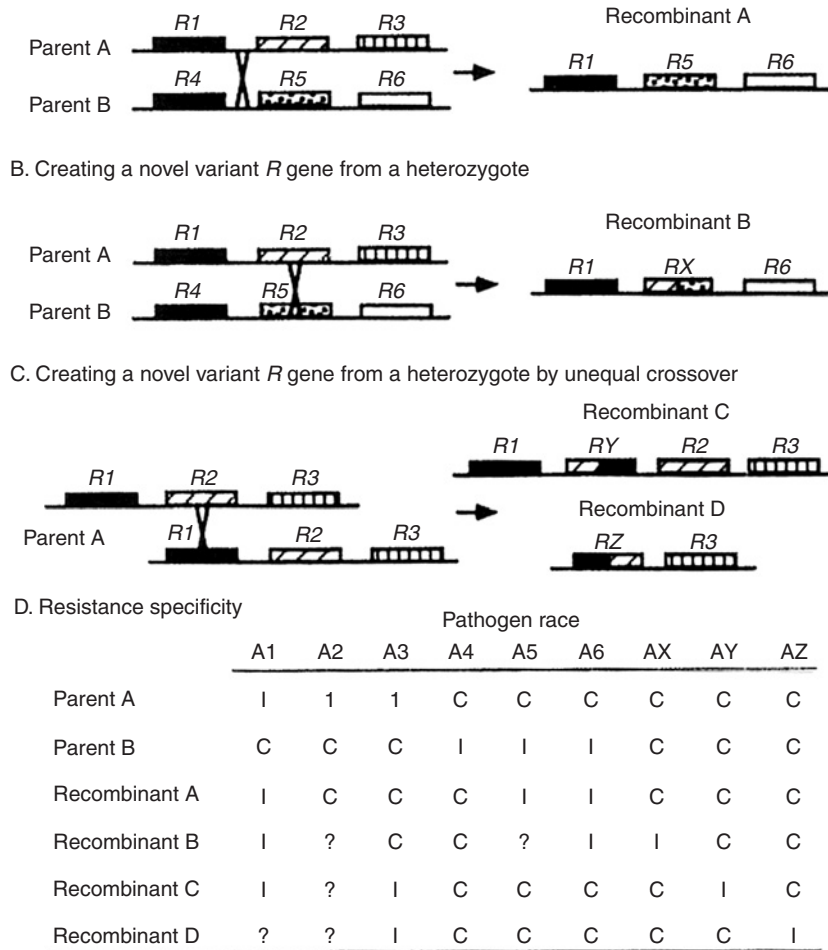 Recombinant A
R1 R2 R3
Parent A
R1 R5 R6
R4 R5 R6
Parent B
B. Creating a novel variant R gene from a heterozygote
Recombinant B
R1 R2 R3
Parent A
R1 RX R6
R4 R5 R6
Parent B
C. Creating a novel variant R gene from a heterozygote by unequal crossover
Recombinant C
R1 RY R2 R3
R1 R2 R3
Recombinant D
Parent A
R1 R2 R3
RZ R3
D. Resistance specificity
Pathogen race
A1 A2 A3 A4 A5 A6 AX AY AZ
Parent A I 1 1 C C C C C C
Parent B C C C I I I C C C
Recombinant A I C C C I I C C C
Recombinant B I ? C C ? I I C C
Recombinant C I ? I C C C C I C
Recombinant D ? ? I C C C C C I